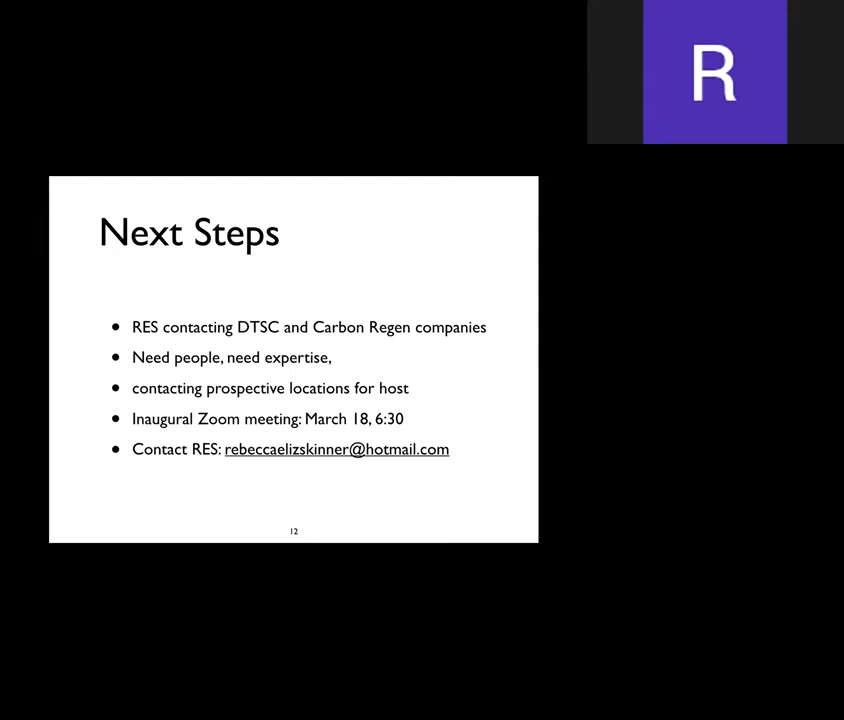 R
Next Steps
• RES contacting DTSC and Carbon Regen companies
• Need people, need expertise,
• contacting prospective locations for host
• Inaugural Zoom meeting: March 18, 6:30
• Contact RES: rebeccaelizskinner@hotmail.com
12